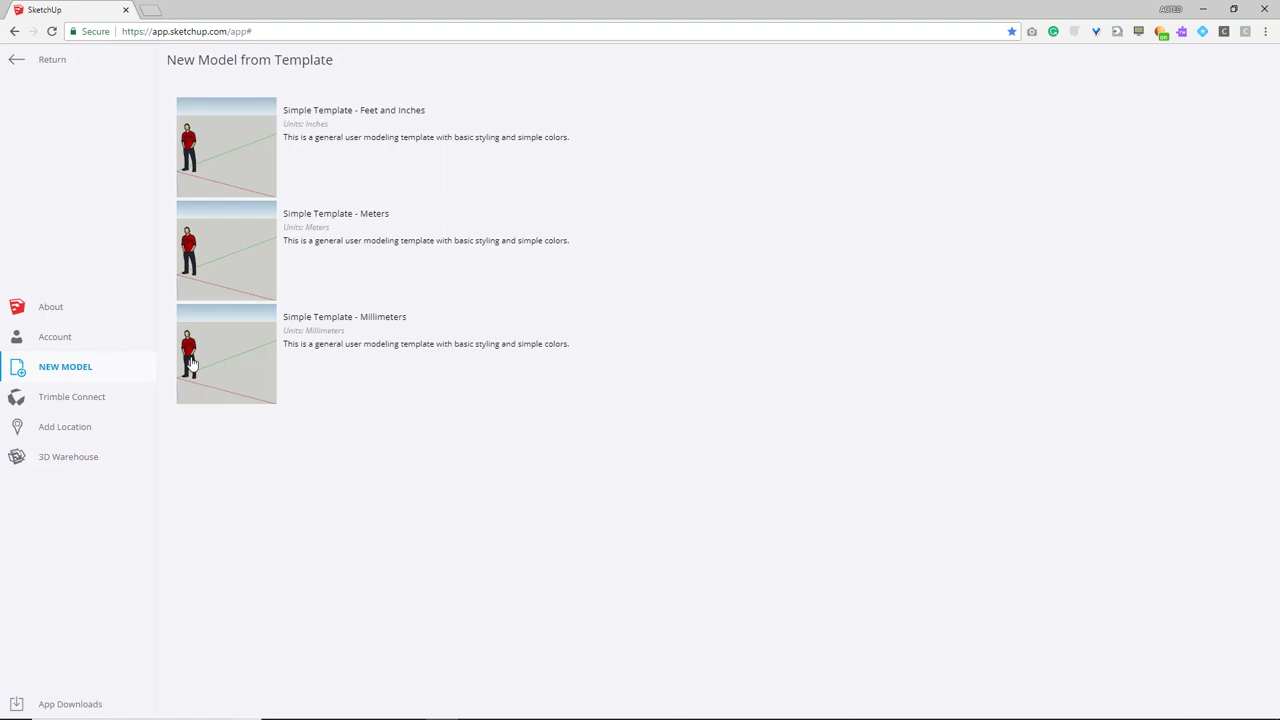 SketchUp
ACTED
Secure
https://app.sketchup.com/app#
Return
New Model from Template
Simple Template - Feet and Inches
Units: Inches
This is a general user modeling template with basic styling and simple colors.
Simple Template - Meters
Units: Meters
This is a general user modeling template with basic styling and simple colors.
About
Simple Template - Millimeters
Units: Millimeters
Account
This is a general user modeling template with basic styling and simple colors.
NEW MODEL
Trimble Connect
Add Location
3D Warehouse
App Downloads